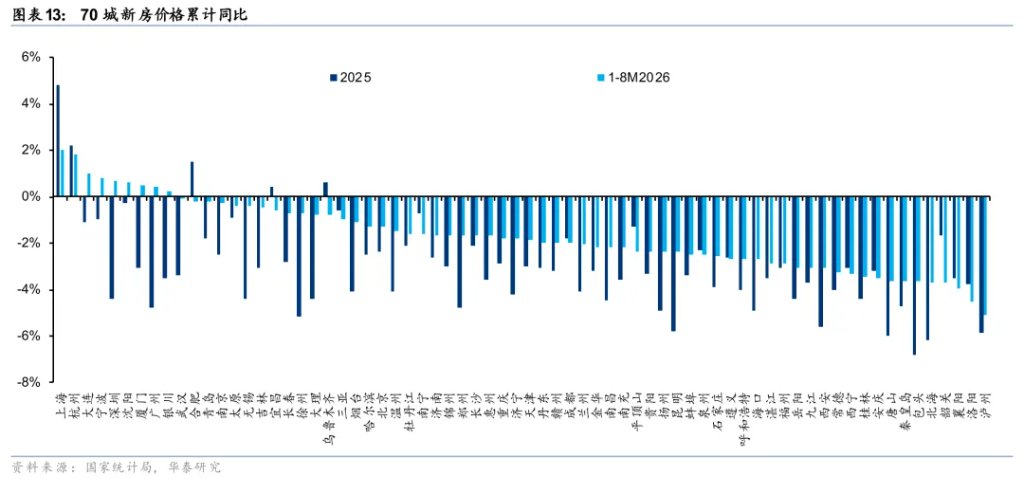 图表13: 70 城新房价格累计同比
6%
2025
1-8M2026
4%
2%
0%
-2%
-4%
-6%
-8%
上海
杭州
大连
宁波
深圳
沈阳
厦门
广州
银川
武汉
合肥
青岛
南京
太原
无锡
吉林
宜昌
长春
徐州
大理
乌鲁木齐
三亚
烟台
哈尔滨
北京
温州
牡丹江
南宁
济南
锦州
郑州
长沙
惠州
重庆
济宁
天津
丹东
赣州
成都
兰州
金华
南昌
南充
平顶山
贵阳
扬州
昆明
蚌埠
泉州
石家庄
遵义
呼和浩特
海口
湛江
福州
岳阳
九江
西安
常德
西宁
桂林
安庆
唐山
秦皇岛
包头
北海
韶关
襄阳
洛阳
泸州
资料来源: 国家统计局, 华泰研究